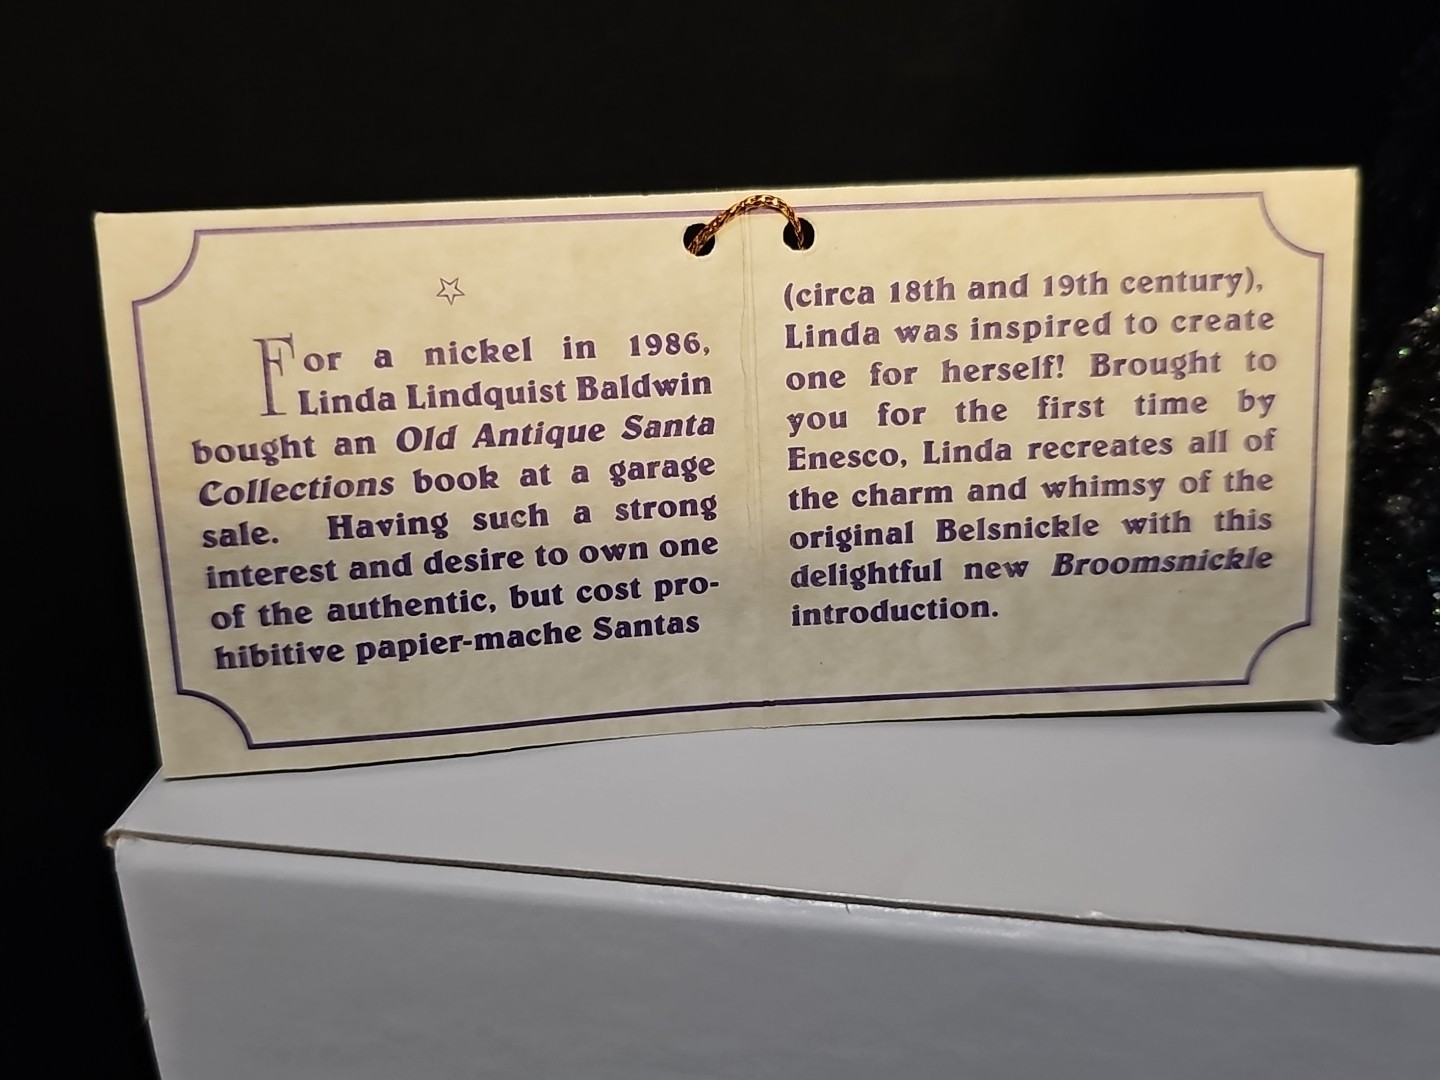 For a nickel in 1986,
Linda Lindquist Baldwin
bought an Old Antique Santa
Collections book at a garage
sale. Having such a strong
interest and desire to own one
of the authentic, but cost pro-
hibitive papier-mache Santas
(circa 18th and 19th century),
Linda was inspired to create
one for herself! Brought to
you for the first time by
Enesco, Linda recreates all of
the charm and whimsy of the
original Belsnickle with this
delightful new Broomsnickle
introduction.